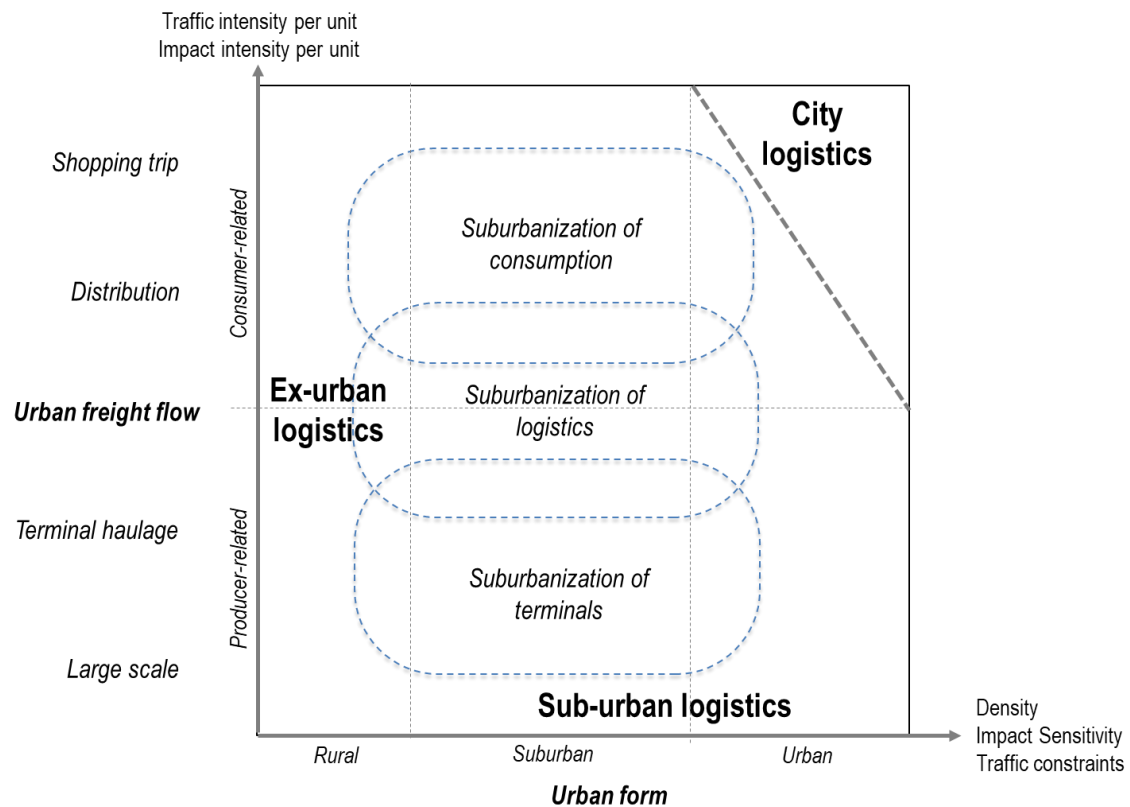 Traffic intensity per unit
Impact intensity per unit
City
logistics
Shopping trip
Consumer-related
Suburbanization of
consumption
Distribution
Ex-urban
logistics
Suburbanization of
logistics
Urban freight flow
Terminal haulage
Producer-related
Suburbanization of
terminals
Large scale
Sub-urban logistics
Density
Impact Sensitivity
Traffic constraints
Rural
Suburban
Urban
Urban form